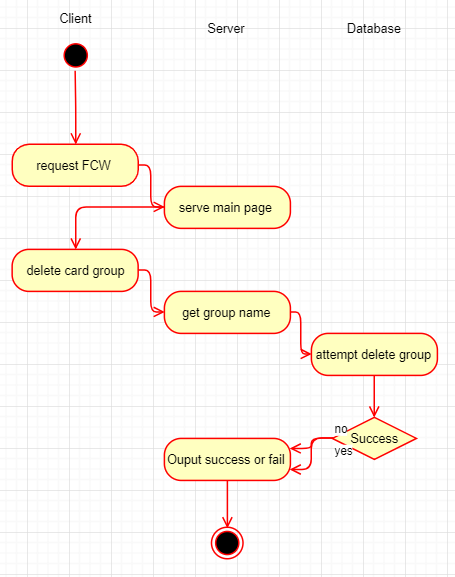 Client
Server
Database
request FCW
serve main page
delete card group
get group name
attempt delete group
no
Success
yes
Ouput success or fail